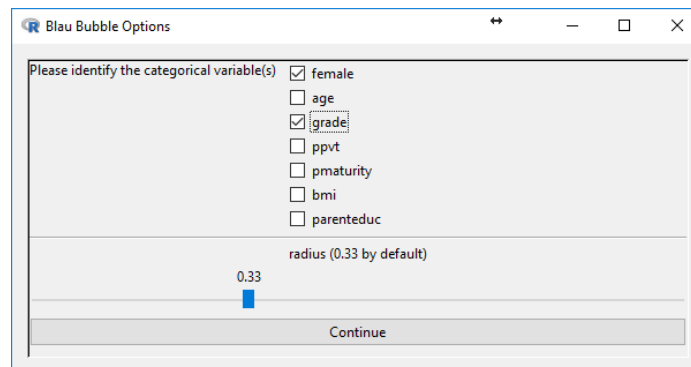 Blau Bubble Options
Please identify the categorical variable(s)
female
age
grade
ppvt
pmaturity
bmi
parenteduc
radius (0.33 by default)
0.33
Continue